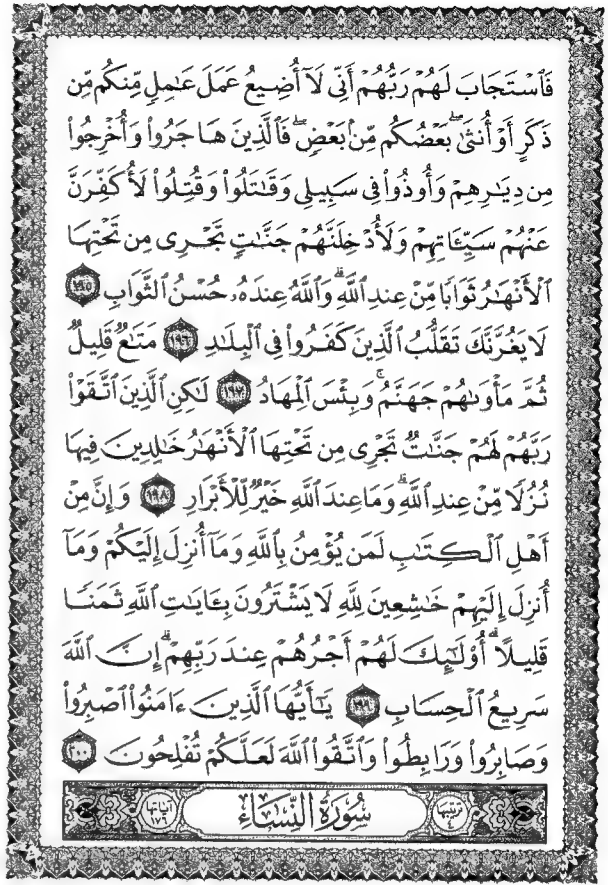 فَٱسْتَجَابَ لَهُمْ رَبُّهُمْ أَنِّى لَآ أُضِيعُ عَمَلَ عَٰمِلٍ مِّنكُم مِّن
ذَكَرٍ أَوْ أُنثَىٰ ۖ بَعْضُكُم مِّنۢ بَعْضٍ ۖ فَٱلَّذِينَ هَاجَرُوا۟ وَأُخْرِجُوا۟
مِن دِيَٰرِهِمْ وَأُوذُوا۟ فِى سَبِيلِى وَقَٰتَلُوا۟ وَقُتِلُوا۟ لَأُكَفِّرَنَّ
عَنْهُمْ سَيِّـَٔاتِهِمْ وَلَأُدْخِلَنَّهُمْ جَنَّٰتٍ تَجْرِى مِن تَحْتِهَا
ٱلْأَنْهَٰرُ ثَوَابًا مِّنْ عِندِ ٱللَّهِ ۗ وَٱللَّهُ عِندَهُۥ حُسْنُ ٱلثَّوَابِ ١٩٥
لَا يَغُرَّنَّكَ تَقَلُّبُ ٱلَّذِينَ كَفَرُوا۟ فِى ٱلْبِلَٰدِ ١٩٦ مَتَٰعٌ قَلِيلٌ
ثُمَّ مَأْوَىٰهُمْ جَهَنَّمُ ۚ وَبِئْسَ ٱلْمِهَادُ ١٩٧ لَٰكِنِ ٱلَّذِينَ ٱتَّقَوْا۟
رَبَّهُمْ لَهُمْ جَنَّٰتٌ تَجْرِى مِن تَحْتِهَا ٱلْأَنْهَٰرُ خَٰلِدِينَ فِيهَا
نُزُلًا مِّنْ عِندِ ٱللَّهِ ۗ وَمَا عِندَ ٱللَّهِ خَيْرٌ لِّلْأَبْرَارِ ١٩٨ وَإِنَّ مِنْ
أَهْلِ ٱلْكِتَٰبِ لَمَن يُؤْمِنُ بِٱللَّهِ وَمَآ أُنزِلَ إِلَيْكُمْ وَمَآ
أُنزِلَ إِلَيْهِمْ خَٰشِعِينَ لِلَّهِ لَا يَشْتَرُونَ بِـَٔايَٰتِ ٱللَّهِ ثَمَنًا
قَلِيلًا ۗ أُو۟لَٰٓئِكَ لَهُمْ أَجْرُهُمْ عِندَ رَبِّهِمْ ۗ إِنَّ ٱللَّهَ
سَرِيعُ ٱلْحِسَابِ ١٩٩ يَٰٓأَيُّهَا ٱلَّذِينَ ءَامَنُوا۟ ٱصْبِرُوا۟
وَصَابِرُوا۟ وَرَابِطُوا۟ وَٱتَّقُوا۟ ٱللَّهَ لَعَلَّكُمْ تُفْلِحُونَ ٢٠٠
ترتيبها ٤ سُورَةُ النِّسَاءِ آياتها ١٧٦